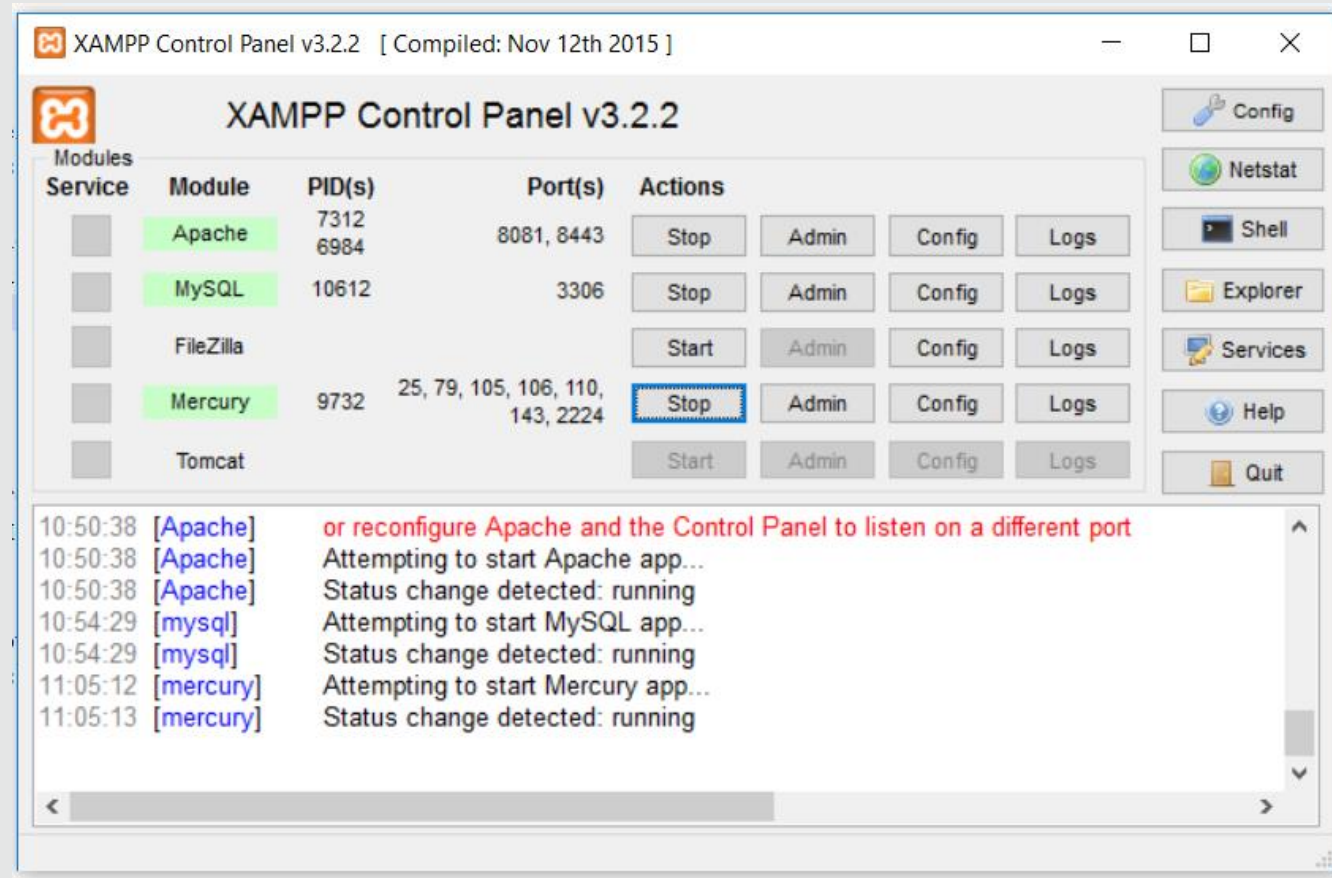 XAMPP Control Panel v3.2.2 [ Compiled: Nov 12th 2015 ]
XAMPP Control Panel v3.2.2
Config
Modules
Service Module PID(s) Port(s) Actions
Netstat
Apache 7312 6984 8081, 8443 Stop Admin Config Logs
Shell
MySQL 10612 3306 Stop Admin Config Logs
Explorer
FileZilla Start Admin Config Logs
Services
Mercury 9732 25, 79, 105, 106, 110, 143, 2224 Stop Admin Config Logs
Help
Tomcat Start Admin Config Logs
Quit
10:50:38 [Apache] or reconfigure Apache and the Control Panel to listen on a different port
10:50:38 [Apache] Attempting to start Apache app...
10:50:38 [Apache] Status change detected: running
10:54:29 [mysql] Attempting to start MySQL app...
10:54:29 [mysql] Status change detected: running
11:05:12 [mercury] Attempting to start Mercury app...
11:05:13 [mercury] Status change detected: running